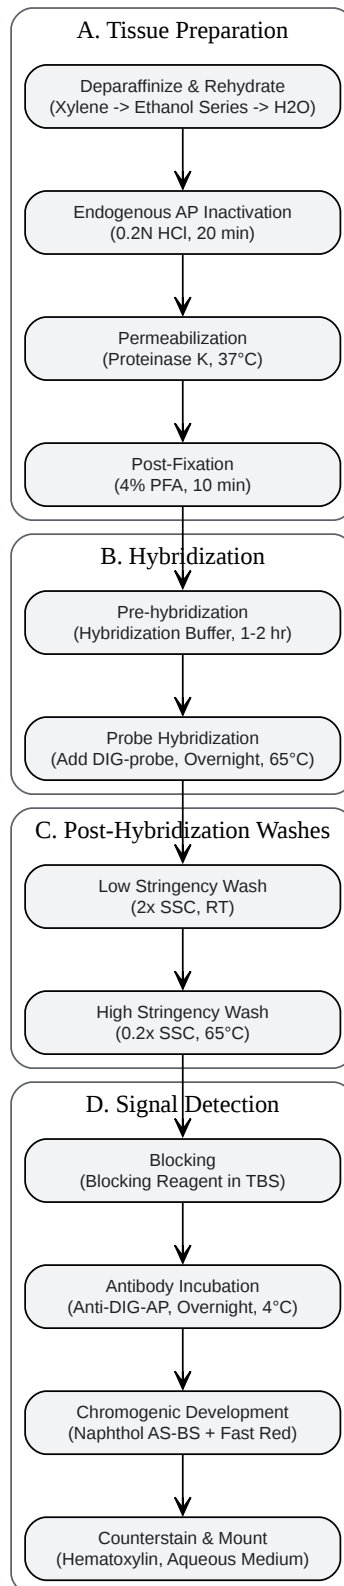 A. Tissue Preparation
Deparaffinize & Rehydrate
(Xylene -> Ethanol Series -> H2O)
Endogenous AP Inactivation
(0.2N HCl, 20 min)
Permeabilization
(Proteinase K, 37°C)
Post-Fixation
(4% PFA, 10 min)
B. Hybridization
Pre-hybridization
(Hybridization Buffer, 1-2 hr)
Probe Hybridization
(Add DIG-probe, Overnight, 65°C)
C. Post-Hybridization Washes
Low Stringency Wash
(2x SSC, RT)
High Stringency Wash
(0.2x SSC, 65°C)
D. Signal Detection
Blocking
(Blocking Reagent in TBS)
Antibody Incubation
(Anti-DIG-AP, Overnight, 4°C)
Chromogenic Development
(Naphthol AS-BS + Fast Red)
Counterstain & Mount
(Hematoxylin, Aqueous Medium)